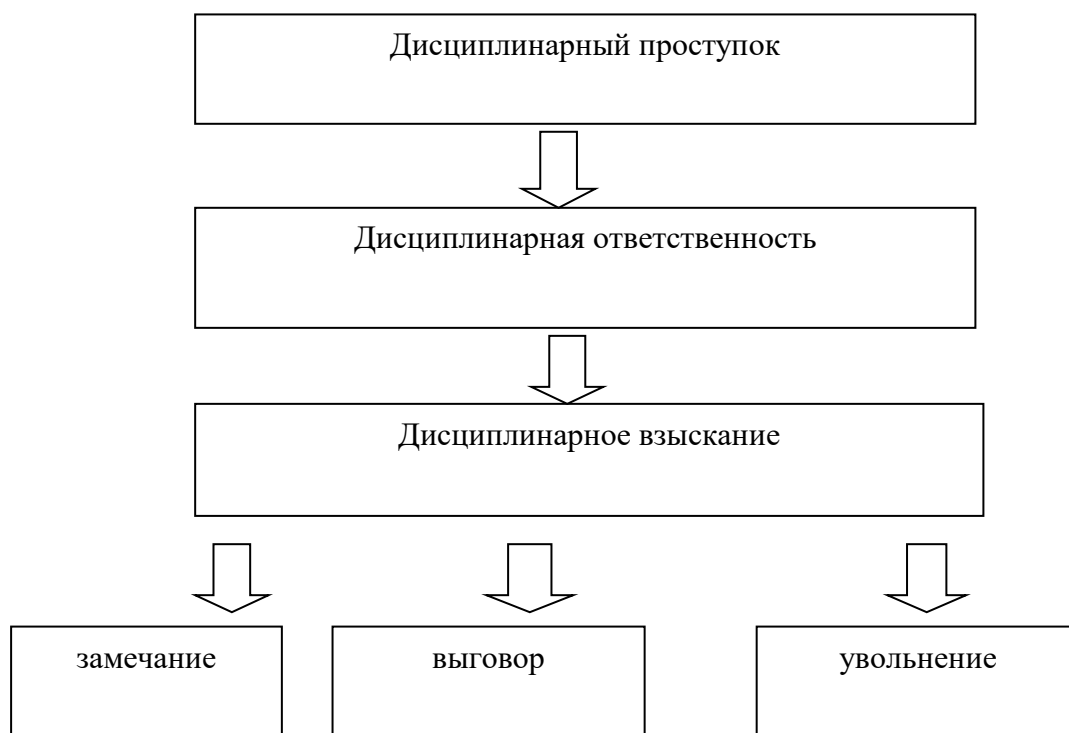 Дисциплинарный проступок
Дисциплинарная ответственность
Дисциплинарное взыскание
замечание
выговор
увольнение